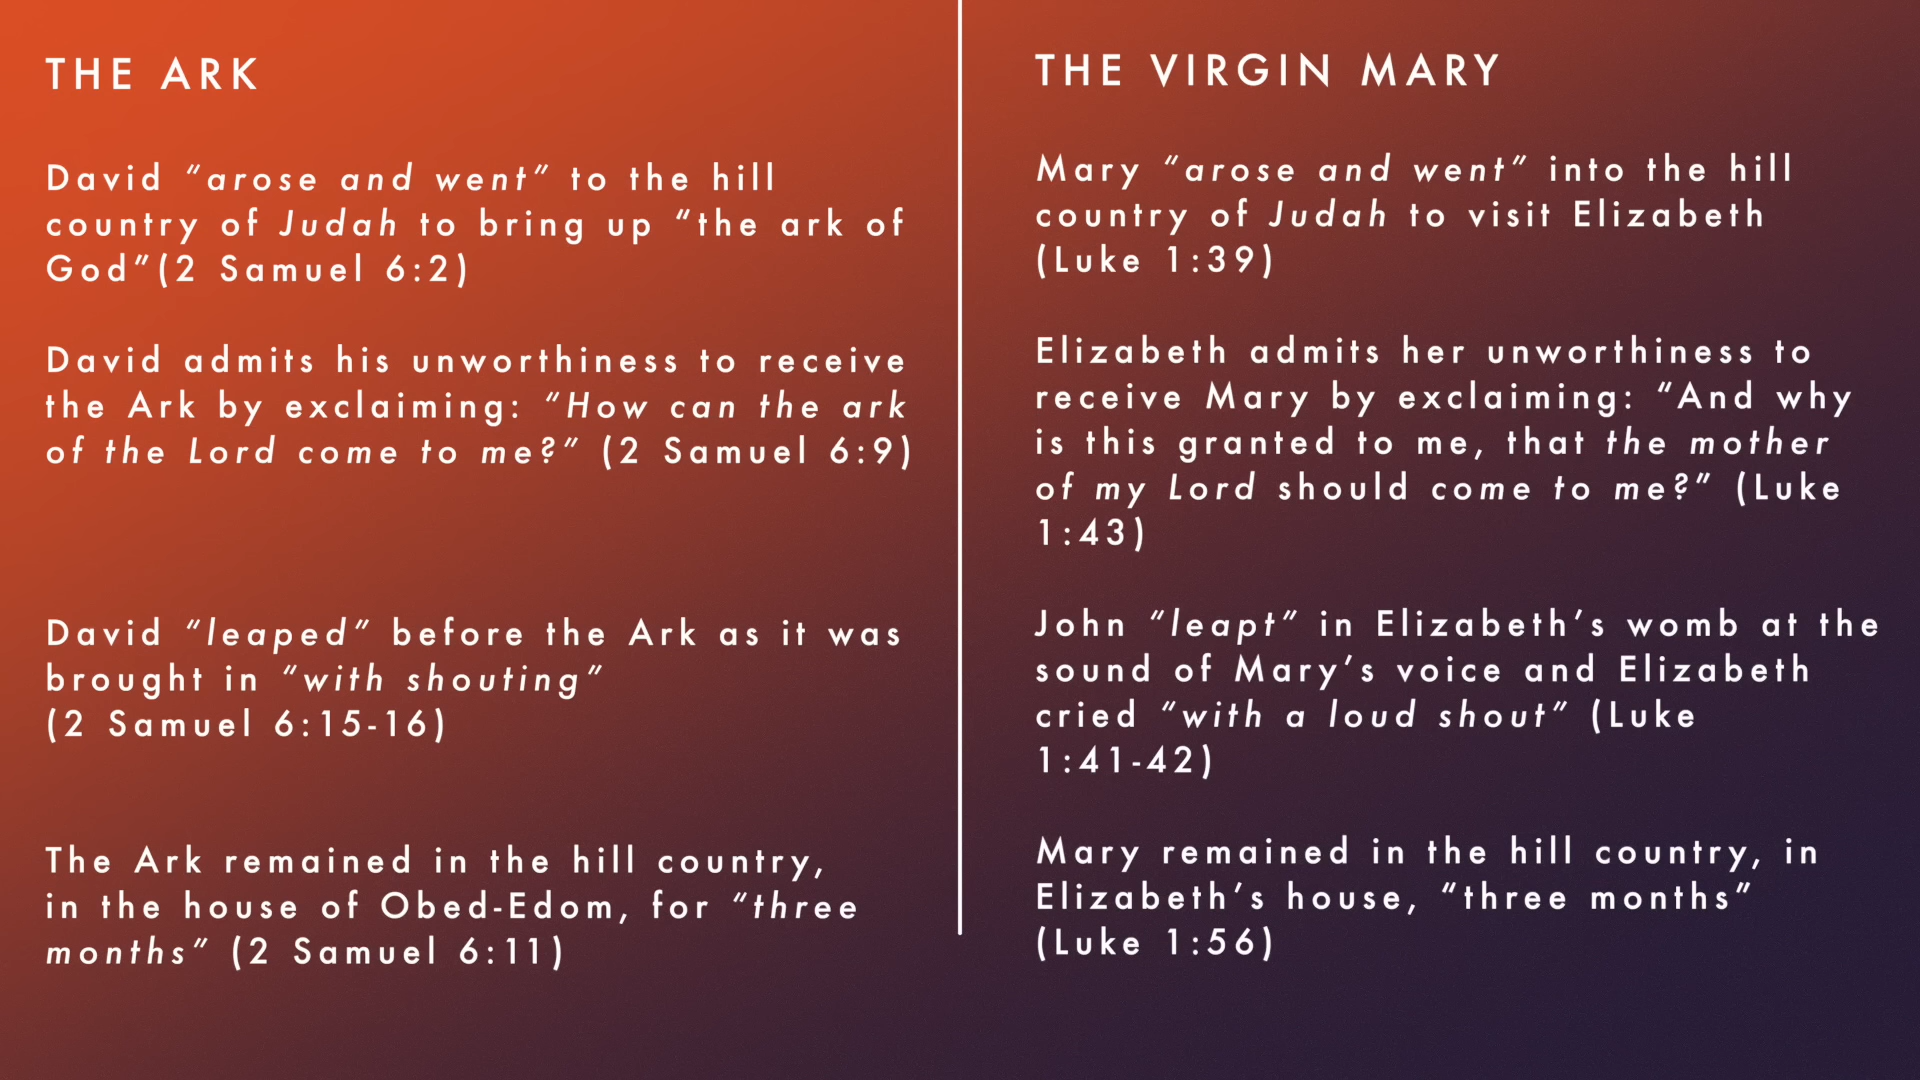 THE ARK
David “arose and went” to the hill
country of Judah to bring up “the ark of
God”(2 Samuel 6:2)
David admits his unworthiness to receive
the Ark by exclaiming: “How can the ark
of the Lord come to me?” (2 Samuel 6:9)
David “leaped” before the Ark as it was
brought in “with shouting”
(2 Samuel 6:15-16)
The Ark remained in the hill country,
in the house of Obed-Edom, for “three
months” (2 Samuel 6:11)
THE VIRGIN MARY
Mary “arose and went” into the hill
country of Judah to visit Elizabeth
(Luke 1:39)
Elizabeth admits her unworthiness to
receive Mary by exclaiming: “And why
is this granted to me, that the mother
of my Lord should come to me?” (Luke
1:43)
John “leapt” in Elizabeth’s womb at the
sound of Mary’s voice and Elizabeth
cried “with a loud shout” (Luke
1:41-42)
Mary remained in the hill country, in
Elizabeth’s house, “three months”
(Luke 1:56)